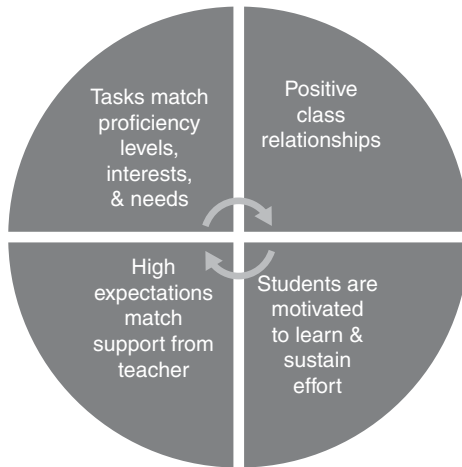 Tasks match
proficiency
levels,
interests,
& needs
Positive
class
relationships
High
expectations
match
support from
teacher
Students are
motivated
to learn &
sustain
effort